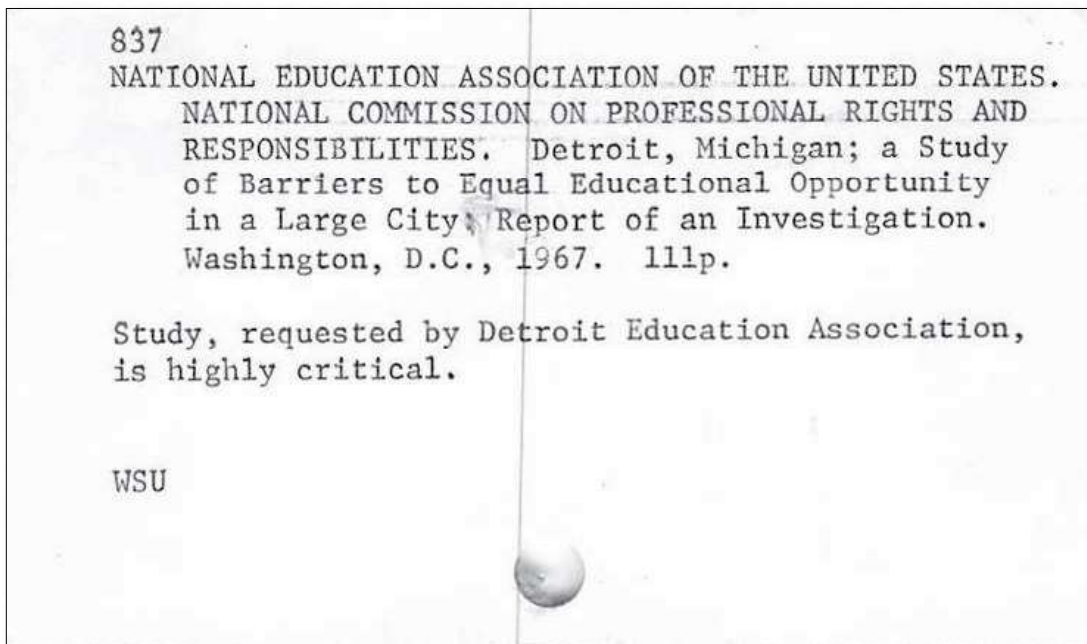 837
NATIONAL EDUCATION ASSOCIATION OF THE UNITED STATES.
NATIONAL COMMISSION ON PROFESSIONAL RIGHTS AND
RESPONSIBILITIES. Detroit, Michigan; a Study
of Barriers to Equal Educational Opportunity
in a Large City; Report of an Investigation.
Washington, D.C., 1967. 111p.
Study, requested by Detroit Education Association,
is highly critical.
WSU